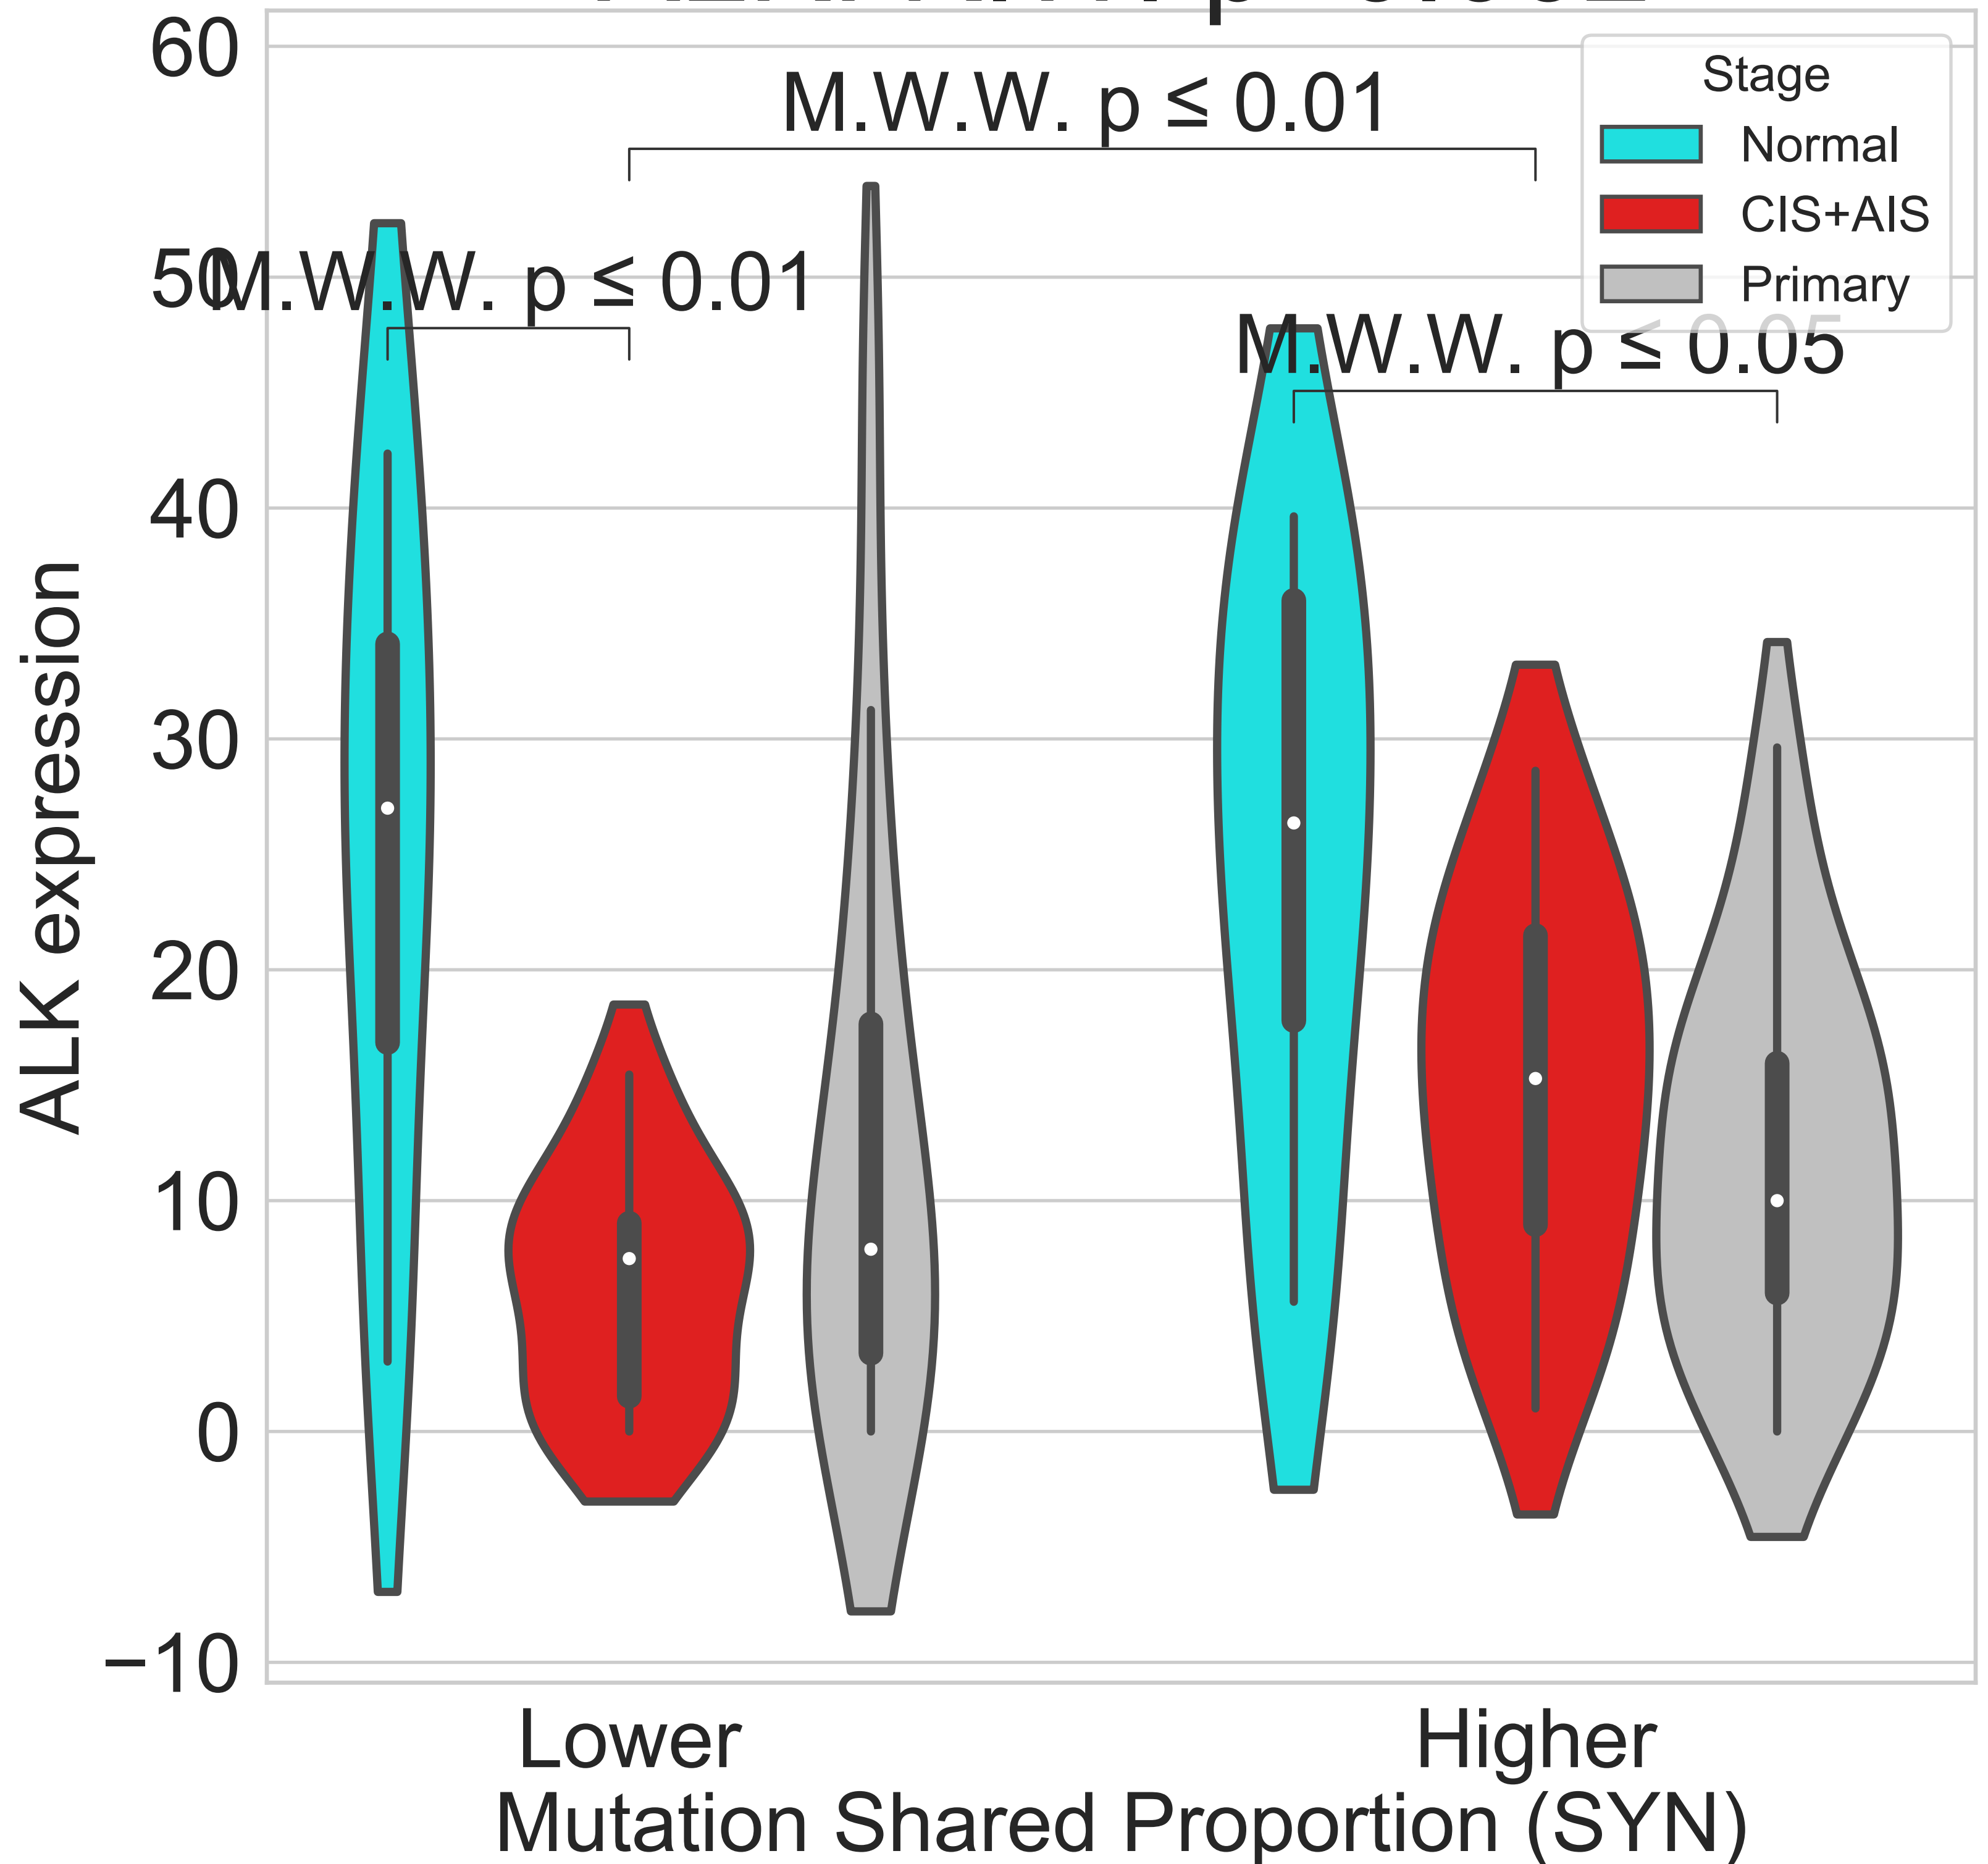 60
M.W.W. p ≤ 0.01
Stage
Normal
CIS+AIS
Primary
50
M.W.W. p ≤ 0.01
M.W.W. p ≤ 0.05
40
30
20
10
0
−10
ALK expression
Lower
Higher
Mutation Shared Proportion (SYN)